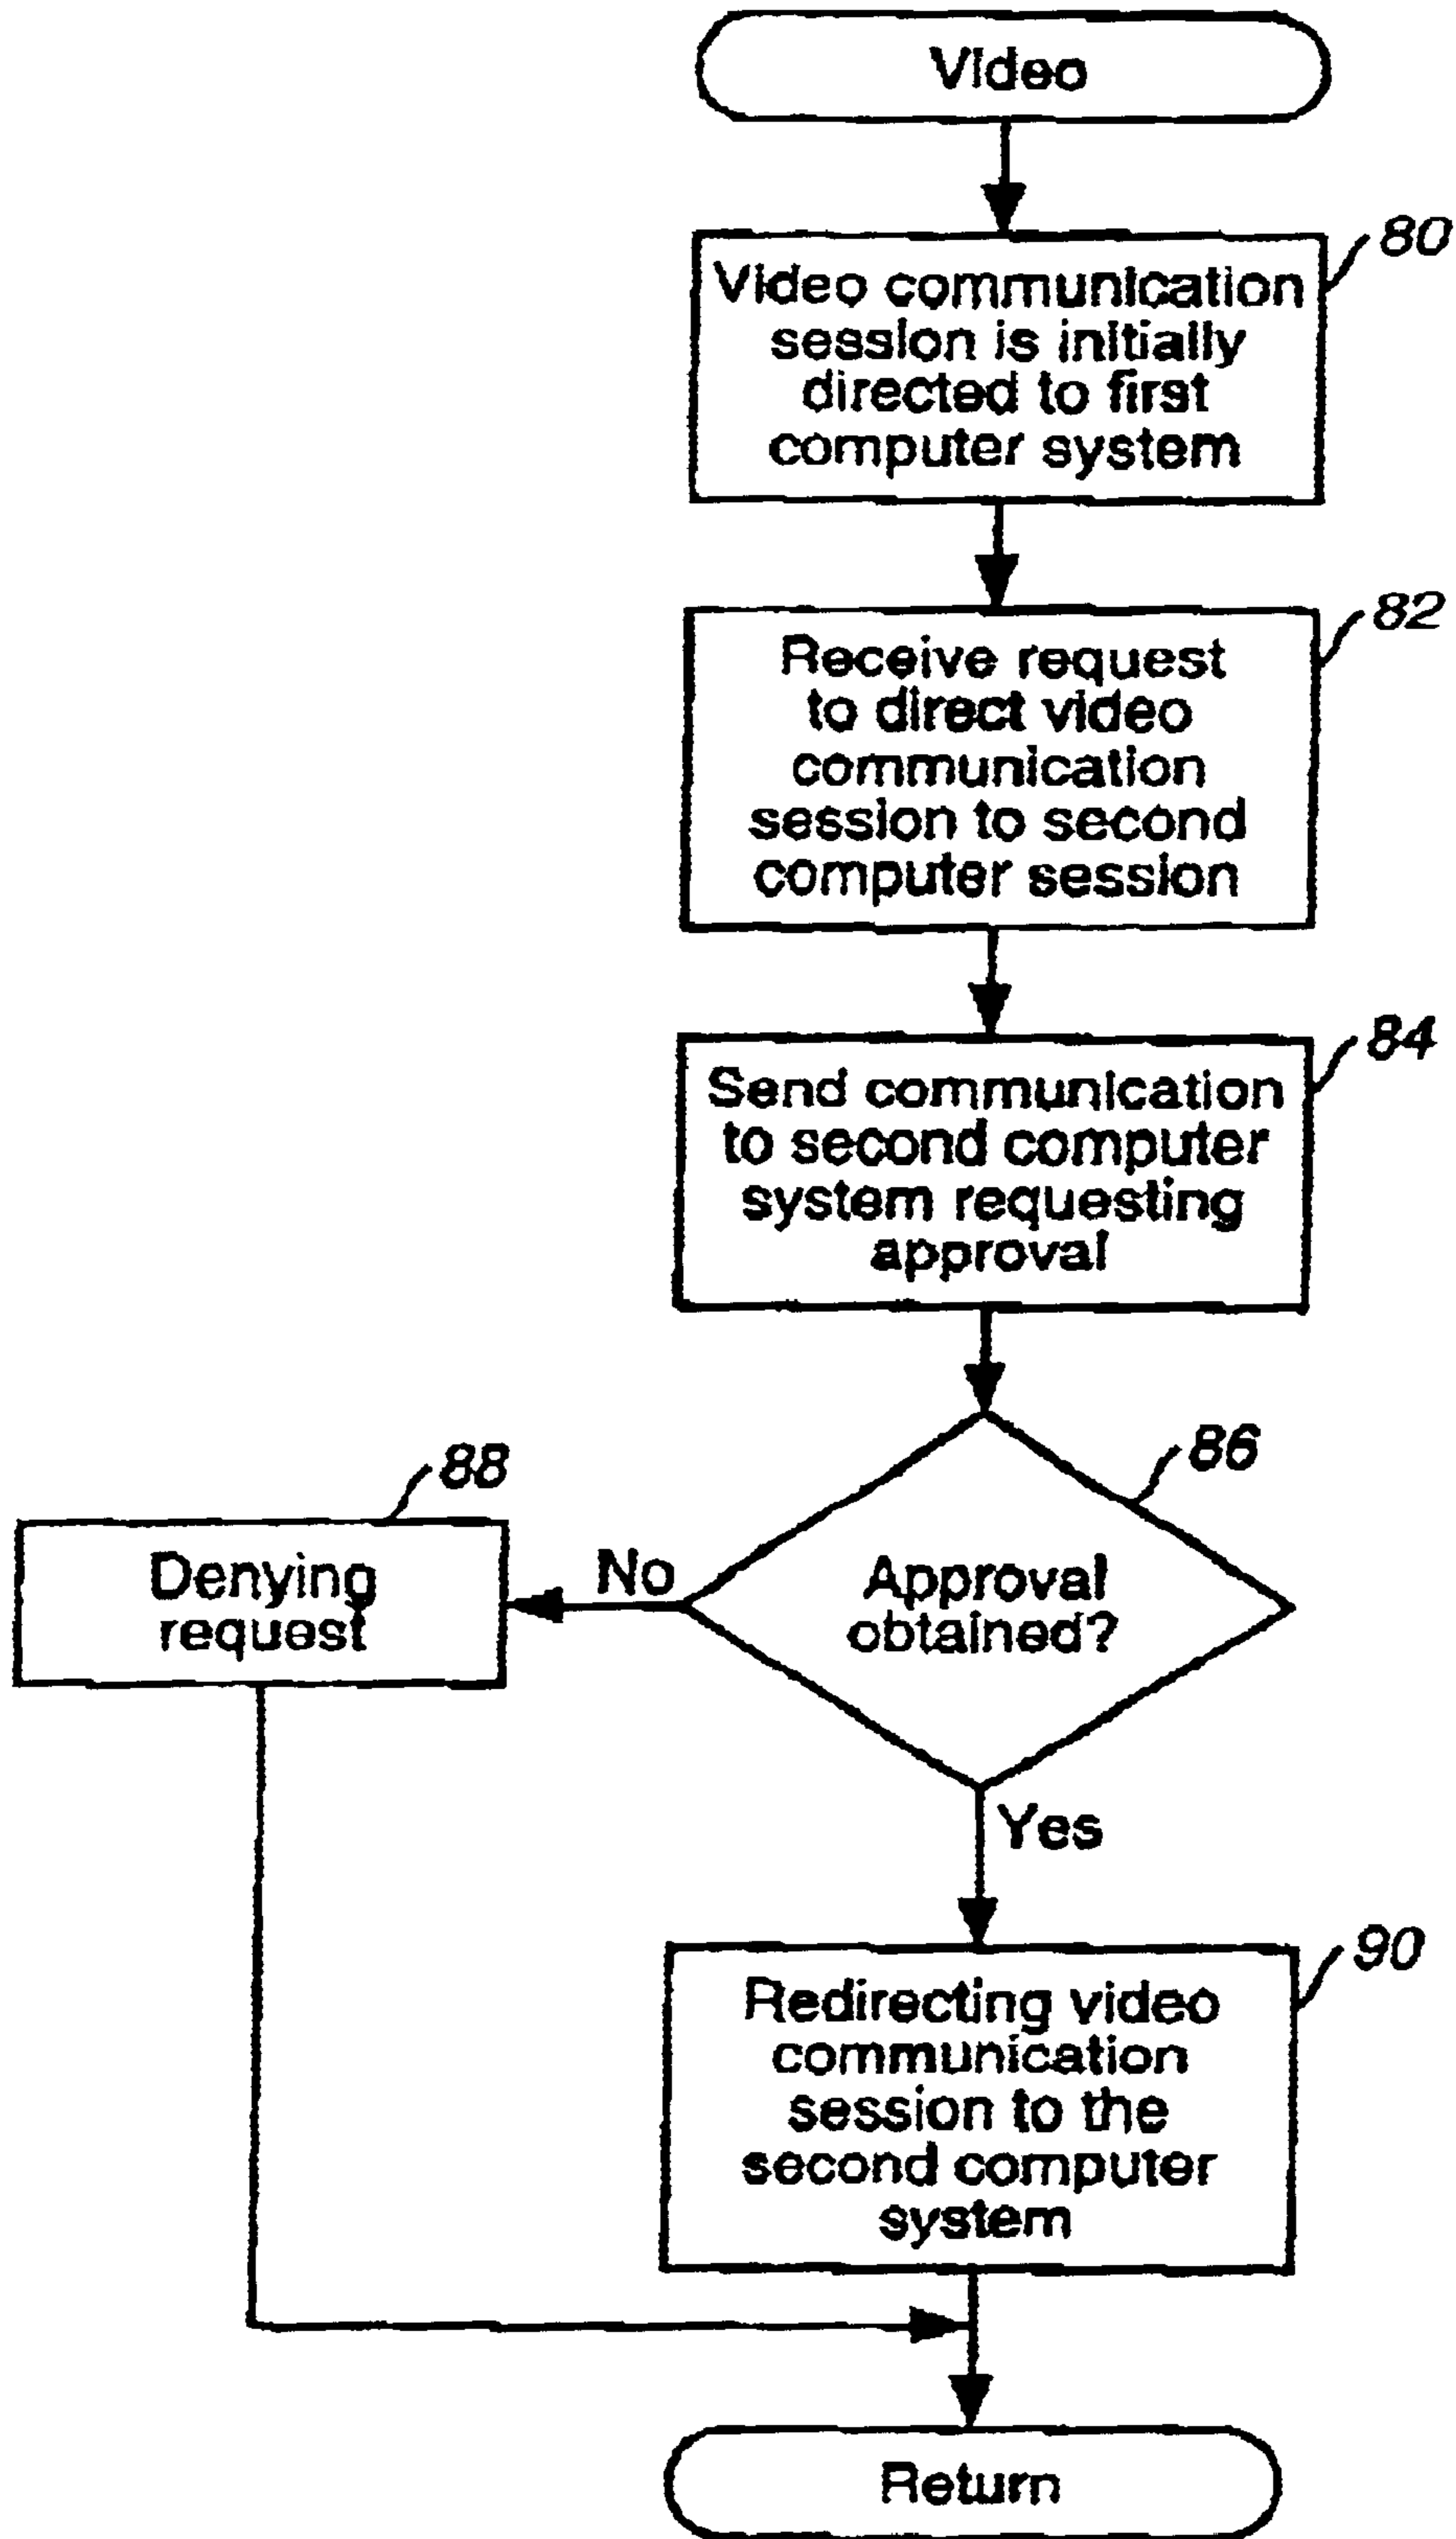 Video
80
Video communication
session is initially
directed to first
computer system
82
Receive request
to direct video
communication
session to second
computer session
84
Send communication
to second computer
system requesting
approval
86
Approval
obtained?
No
88
Denying
request
Yes
90
Redirecting video
communication
session to the
second computer
system
Return